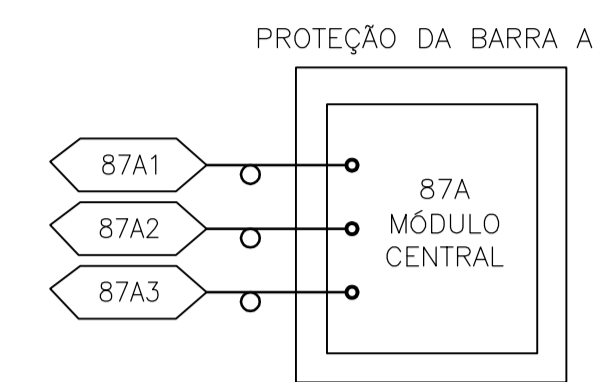 PROTEÇÃO DA BARRA A
87A1
87A2
87A3
87A
MÓDULO
CENTRAL